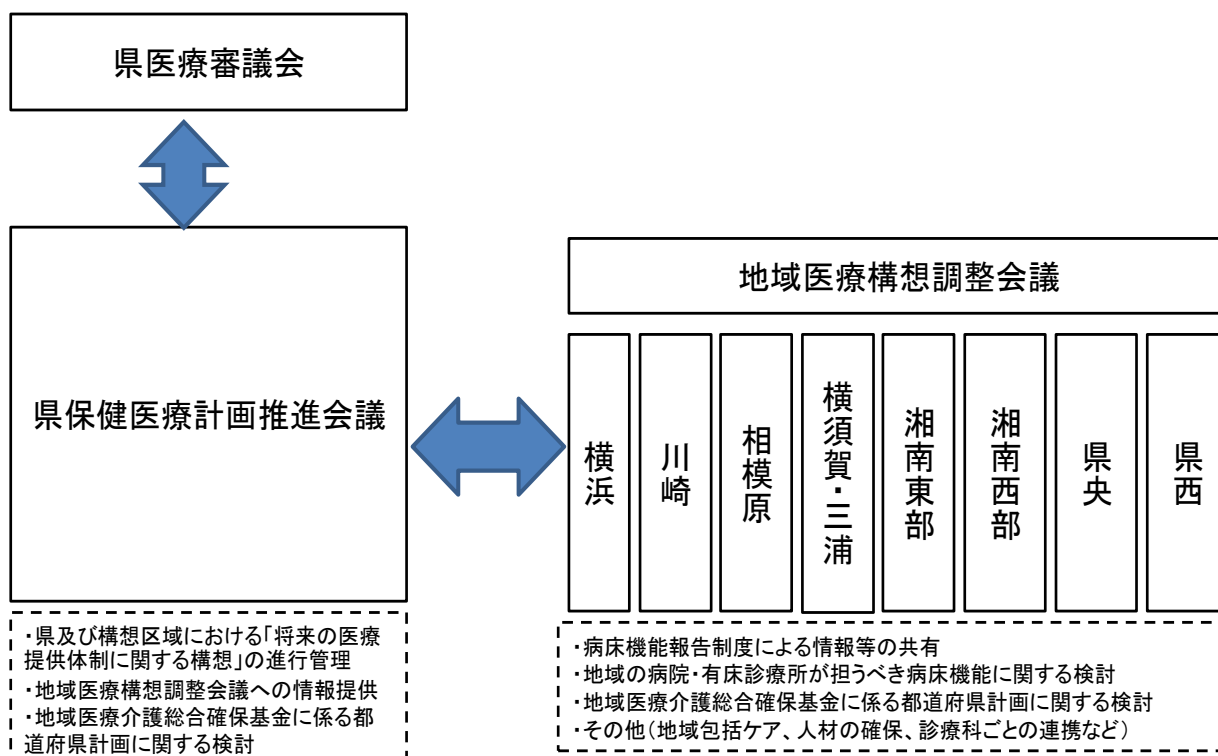 県医療審議会
県保健医療計画推進会議
・県及び構想区域における「将来の医療
提供体制に関する構想」の進行管理
・地域医療構想調整会議への情報提供
・地域医療介護総合確保基金に係る都
道府県計画に関する検討
地域医療構想調整会議
横浜
川崎
相模原
横須賀・三浦
湘南東部
湘南西部
県央
県西
・病床機能報告制度による情報等の共有
・地域の病院・有床診療所が担うべき病床機能に関する検討
・地域医療介護総合確保基金に係る都道府県計画に関する検討
・その他(地域包括ケア、人材の確保、診療科ごとの連携など)